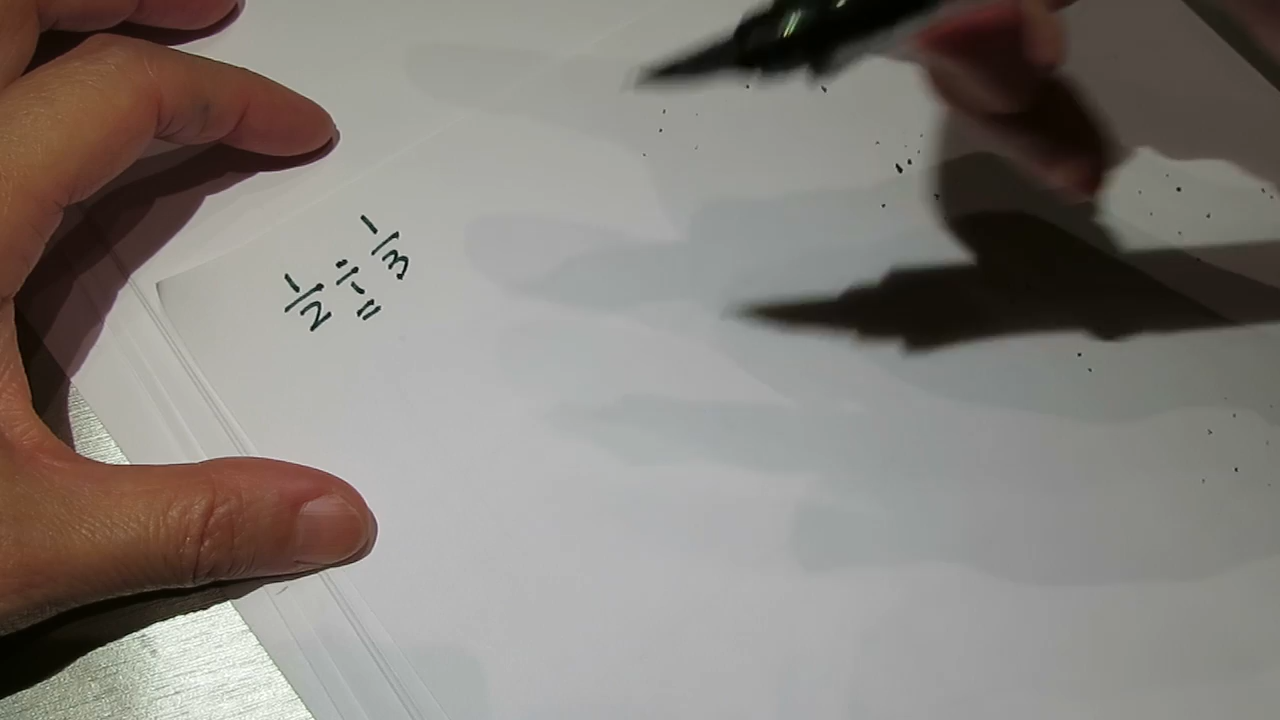 1/2 ÷ 1/3
=